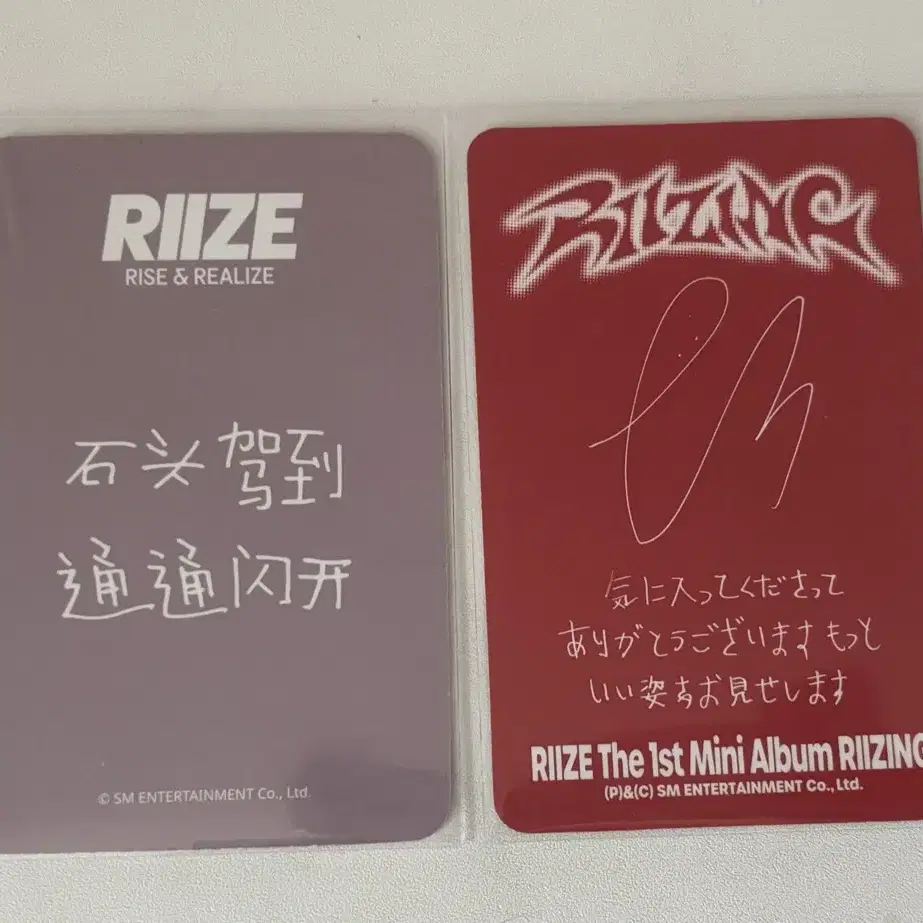 RIIZE
RISE & REALIZE
石头驾到
通通闪开
© SM ENTERTAINMENT Co., Ltd.
RIIZING
気に入ってくださって
ありがとうございます もっと
いい姿をお見せします
RIIZE The 1st Mini Album RIIZING
(P)&(C) SM ENTERTAINMENT Co., Ltd.